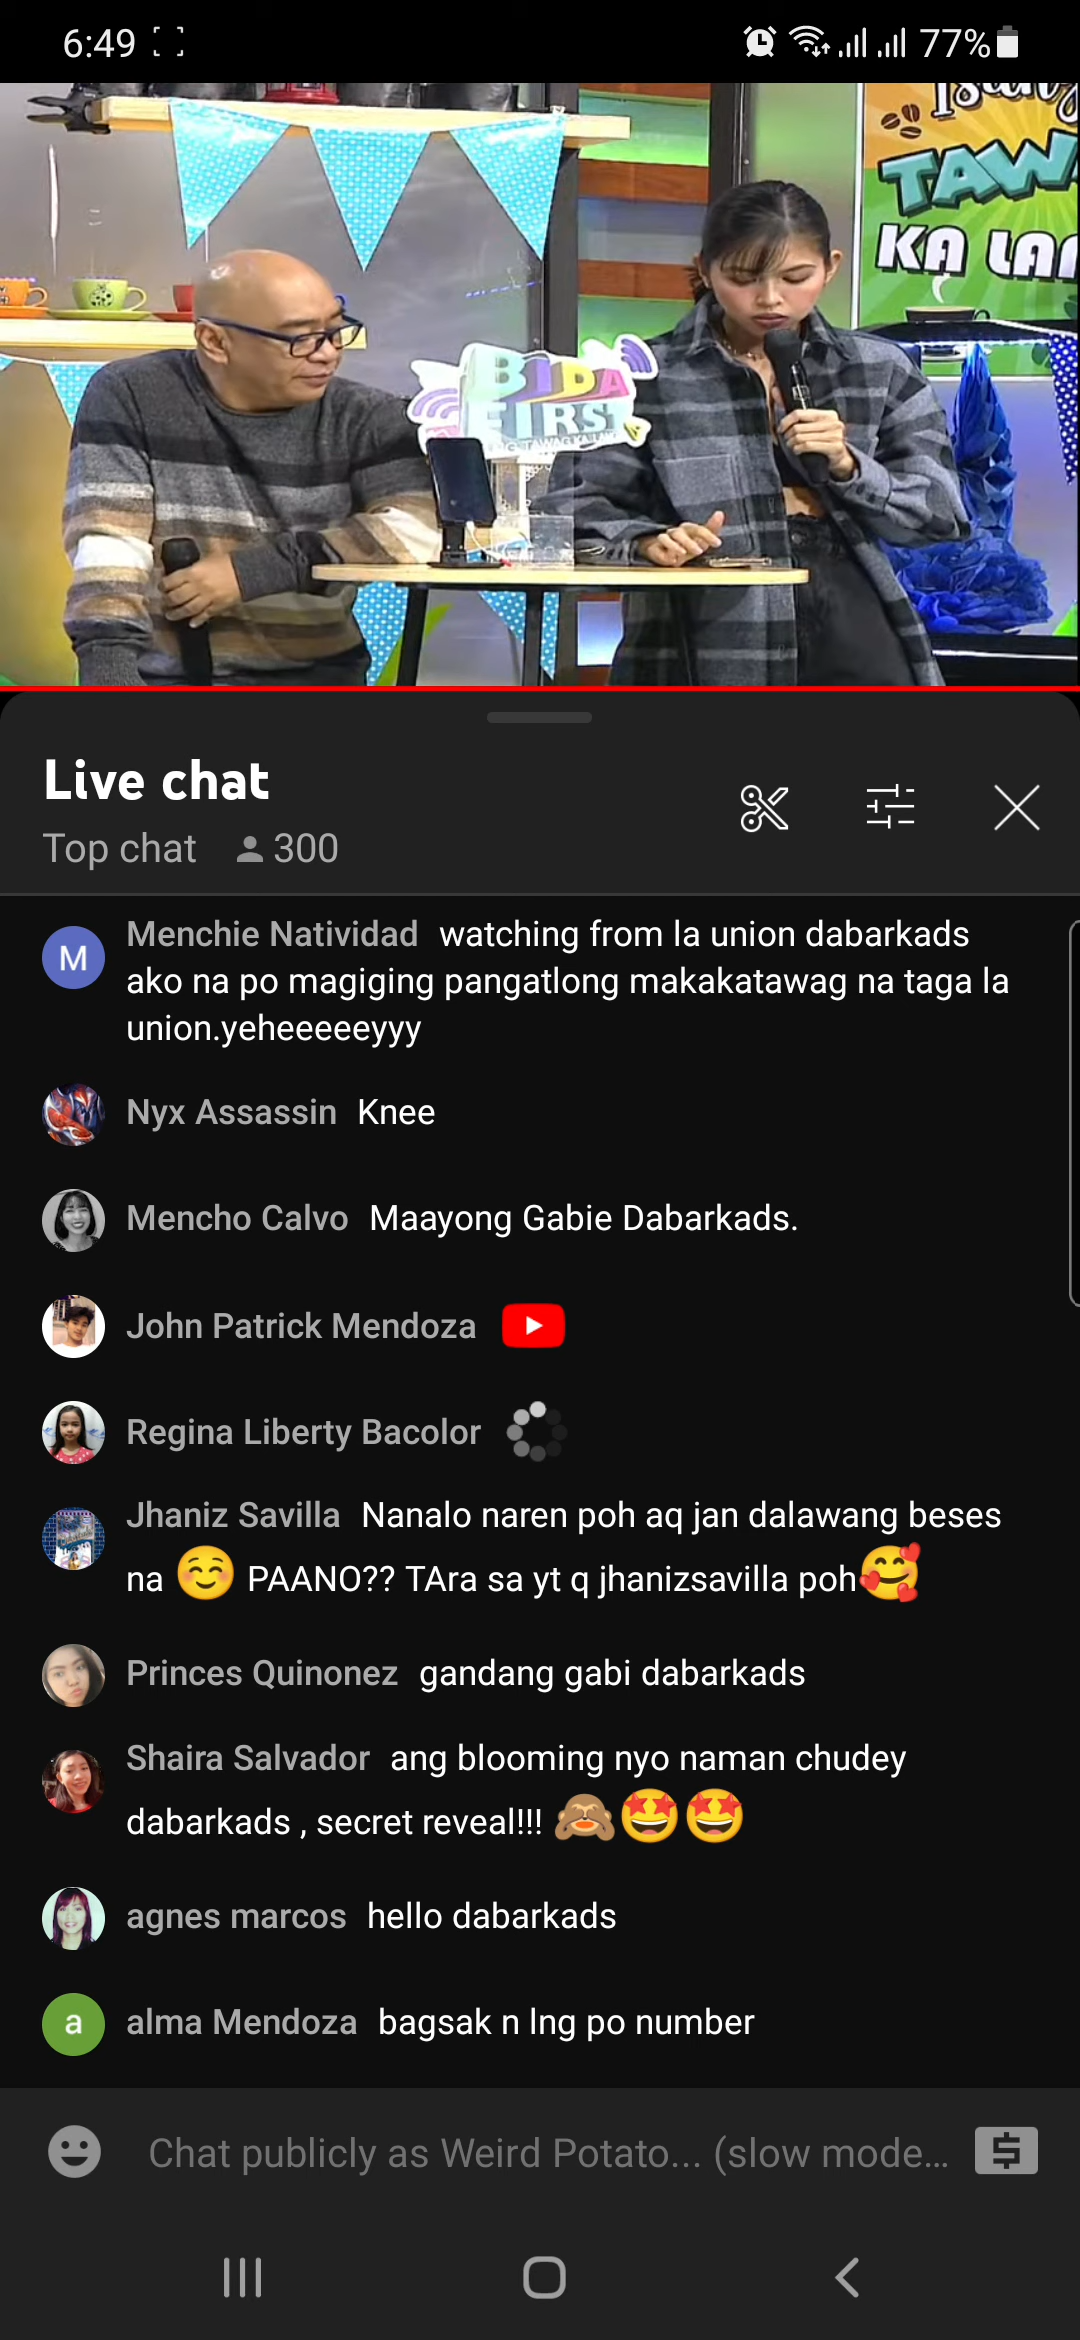 6:49
77%
TAWA
KA LAN
BIDA
FIRST
Live chat
Top chat 300
M
Menchie Natividad watching from la union dabarkads
ako na po magiging pangatlong makakatawag na taga la
union.yeheeeeeyyy
Nyx Assassin Knee
Mencho Calvo Maayong Gabie Dabarkads.
John Patrick Mendoza
Regina Liberty Bacolor
Jhaniz Savilla Nanalo naren poh aq jan dalawang beses
na ☺️ PAANO?? TAra sa yt q jhanizsavilla poh🥰
Princes Quinonez gandang gabi dabarkads
Shaira Salvador ang blooming nyo naman chudey
dabarkads , secret reveal!!! 🙈🤩🤩
agnes marcos hello dabarkads
a
alma Mendoza bagsak n lng po number
Chat publicly as Weird Potato... (slow mode...